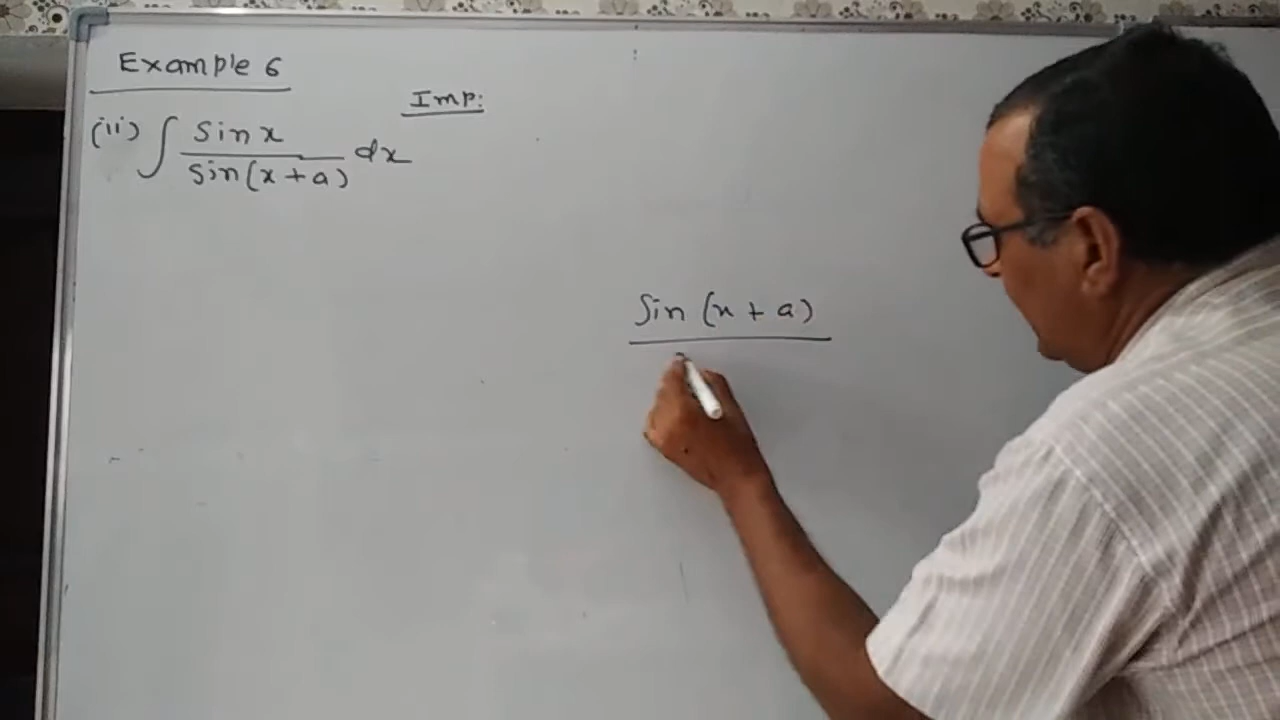 Example 6
Imp:
(ii) ∫ sin x / sin(x + a) dx
sin (x + a)